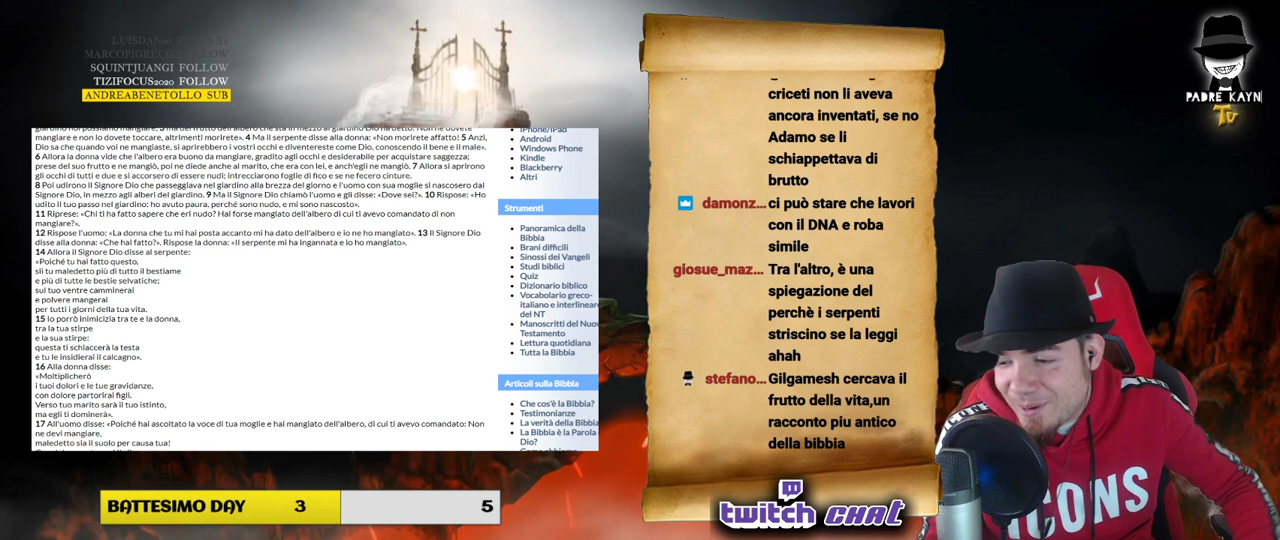 SQUINTJUANGI FOLLOW
TIZIFOCUS2020 FOLLOW
ANDREABENETOLLO SUB
mangiare e non lo dovete toccare, altrimenti morirete». 4 Ma il serpente disse alla donna: «Non morirete affatto! 5 Anzi,
Dio sa che quando voi ne mangiaste, si aprirebbero i vostri occhi e diventereste come Dio, conoscendo il bene e il male».
6 Allora la donna vide che l'albero era buono da mangiare, gradito agli occhi e desiderabile per acquistare saggezza;
prese del suo frutto e ne mangiò, poi ne diede anche al marito, che era con lei, e anch'egli ne mangiò. 7 Allora si aprirono
gli occhi di tutti e due e si accorsero di essere nudi; intrecciarono foglie di fico e se ne fecero cinture.
8 Poi udirono il Signore Dio che passeggiava nel giardino alla brezza del giorno e l'uomo con sua moglie si nascosero dal
Signore Dio, in mezzo agli alberi del giardino. 9 Ma il Signore Dio chiamò l'uomo e gli disse: «Dove sei?». 10 Rispose: «Ho
udito il tuo passo nel giardino: ho avuto paura, perché sono nudo, e mi sono nascosto».
11 Riprese: «Chi ti ha fatto sapere che eri nudo? Hai forse mangiato dell'albero di cui ti avevo comandato di non
mangiare?».
12 Rispose l'uomo: «La donna che tu mi hai posta accanto mi ha dato dell'albero e io ne ho mangiato». 13 Il Signore Dio
disse alla donna: «Che hai fatto?». Rispose la donna: «Il serpente mi ha ingannata e io ho mangiato».
14 Allora il Signore Dio disse al serpente:
«Poiché tu hai fatto questo,
sii tu maledetto più di tutto il bestiame
e più di tutte le bestie selvatiche;
sul tuo ventre camminerai
e polvere mangerai
per tutti i giorni della tua vita.
15 Io porrò inimicizia tra te e la donna,
tra la tua stirpe
e la sua stirpe:
questa ti schiaccerà la testa
e tu le insidierai il calcagno».
16 Alla donna disse:
«Moltiplicherò
i tuoi dolori e le tue gravidanze,
con dolore partorirai figli.
Verso tuo marito sarà il tuo istinto,
ma egli ti dominerà».
17 All'uomo disse: «Poiché hai ascoltato la voce di tua moglie e hai mangiato dell'albero, di cui ti avevo comandato: Non
ne devi mangiare,
maledetto sia il suolo per causa tua!
iPhone/iPad
Android
Windows Phone
Kindle
Blackberry
Altri
Strumenti
Panoramica della
Bibbia
Brani difficili
Sinossi dei Vangeli
Studi biblici
Quiz
Dizionario biblico
Vocabolario greco-
italiano e interlineare
del NT
Manoscritti del Nuovo
Testamento
Lettura quotidiana
Tutta la Bibbia
Articoli sulla Bibbia
Che cos'è la Bibbia?
Testimonianze
La verità della Bibbia
La Bibbia è la Parola
Dio?
BATTESIMO DAY 3 5
criceti non li aveva
ancora inventati, se no
Adamo se li
schiappettava di
brutto
damonz... ci può stare che lavori
con il DNA e roba
simile
giosue_maz... Tra l'altro, è una
spiegazione del
perchè i serpenti
striscino se la leggi
ahah
stefano... Gilgamesh cercava il
frutto della vita,un
racconto piu antico
della bibbia
twitch CHAT
PADRE KAYN
Tv
ICONS